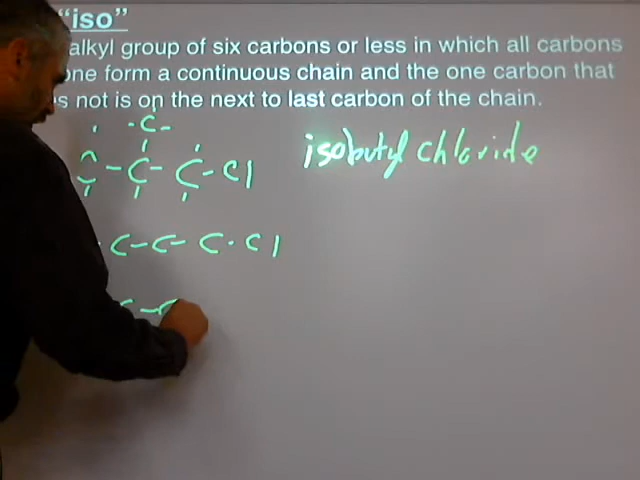 "iso"
alkyl group of six carbons or less in which all carbons
one form a continuous chain and the one carbon that
s not is on the next to last carbon of the chain.
- C -
- C - C - Cl isobutyl chloride
C - C - C - Cl
C - C